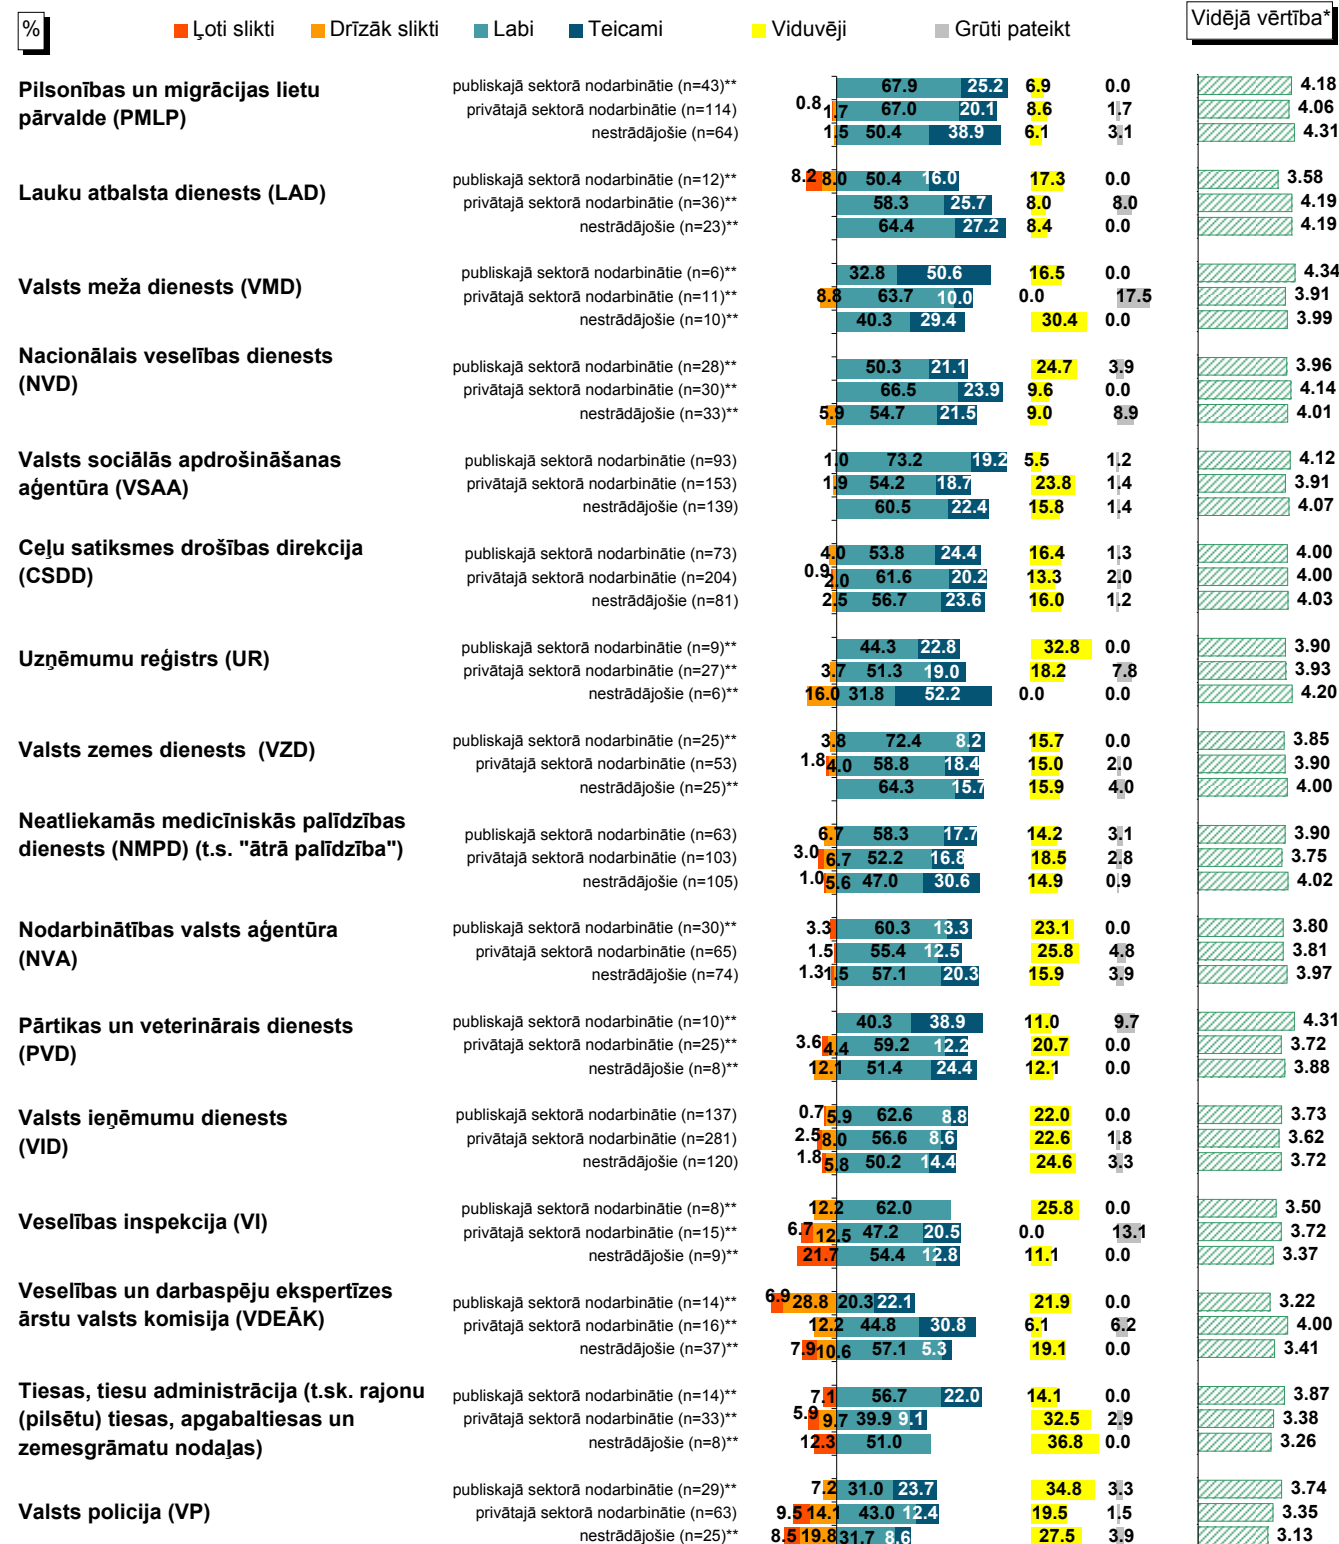 % Ļoti slikti Drīzāk slikti Labi Teicami Viduvēji Grūti pateikt Vidējā vērtība*
Pilsonības un migrācijas lietu
pārvalde (PMLP)
publiskajā sektorā nodarbinātie (n=43)** 67.9 25.2 6.9 0.0 4.18
privātajā sektorā nodarbinātie (n=114) 0.8 1.7 67.0 20.1 8.6 1.7 4.06
nestrādājošie (n=64) 1.5 50.4 38.9 6.1 3.1 4.31
Lauku atbalsta dienests (LAD)
publiskajā sektorā nodarbinātie (n=12)** 8.2 8.0 50.4 16.0 17.3 0.0 3.58
privātajā sektorā nodarbinātie (n=36)** 58.3 25.7 8.0 8.0 4.19
nestrādājošie (n=23)** 64.4 27.2 8.4 0.0 4.19
Valsts meža dienests (VMD)
publiskajā sektorā nodarbinātie (n=6)** 32.8 50.6 16.5 0.0 4.34
privātajā sektorā nodarbinātie (n=11)** 8.8 63.7 10.0 0.0 17.5 3.91
nestrādājošie (n=10)** 40.3 29.4 30.4 0.0 3.99
Nacionālais veselības dienests
(NVD)
publiskajā sektorā nodarbinātie (n=28)** 50.3 21.1 24.7 3.9 3.96
privātajā sektorā nodarbinātie (n=30)** 66.5 23.9 9.6 0.0 4.14
nestrādājošie (n=33)** 5.9 54.7 21.5 9.0 8.9 4.01
Valsts sociālās apdrošināšanas
aģentūra (VSAA)
publiskajā sektorā nodarbinātie (n=93) 1.0 73.2 19.2 5.5 1.2 4.12
privātajā sektorā nodarbinātie (n=153) 1.9 54.2 18.7 23.8 1.4 3.91
nestrādājošie (n=139) 60.5 22.4 15.8 1.4 4.07
Ceļu satiksmes drošības direkcija
(CSDD)
publiskajā sektorā nodarbinātie (n=73) 4.0 53.8 24.4 16.4 1.3 4.00
privātajā sektorā nodarbinātie (n=204) 0.9 2.0 61.6 20.2 13.3 2.0 4.00
nestrādājošie (n=81) 2.5 56.7 23.6 16.0 1.2 4.03
Uzņēmumu reģistrs (UR)
publiskajā sektorā nodarbinātie (n=9)** 44.3 22.8 32.8 0.0 3.90
privātajā sektorā nodarbinātie (n=27)** 3.7 51.3 19.0 18.2 7.8 3.93
nestrādājošie (n=6)** 16.0 31.8 52.2 0.0 0.0 4.20
Valsts zemes dienests (VZD)
publiskajā sektorā nodarbinātie (n=25)** 3.8 72.4 8.2 15.7 0.0 3.85
privātajā sektorā nodarbinātie (n=53) 1.8 4.0 58.8 18.4 15.0 2.0 3.90
nestrādājošie (n=25)** 64.3 15.7 15.9 4.0 4.00
Neatliekamās medicīniskās palīdzības
dienests (NMPD) (t.s. "ātrā palīdzība")
publiskajā sektorā nodarbinātie (n=63) 6.7 58.3 17.7 14.2 3.1 3.90
privātajā sektorā nodarbinātie (n=103) 3.0 6.7 52.2 16.8 18.5 2.8 3.75
nestrādājošie (n=105) 1.0 5.6 47.0 30.6 14.9 0.9 4.02
Nodarbinātības valsts aģentūra
(NVA)
publiskajā sektorā nodarbinātie (n=30)** 3.3 60.3 13.3 23.1 0.0 3.80
privātajā sektorā nodarbinātie (n=65) 1.5 55.4 12.5 25.8 4.8 3.81
nestrādājošie (n=74) 1.3 1.5 57.1 20.3 15.9 3.9 3.97
Pārtikas un veterinārais dienests
(PVD)
publiskajā sektorā nodarbinātie (n=10)** 40.3 38.9 11.0 9.7 4.31
privātajā sektorā nodarbinātie (n=25)** 3.6 4.4 59.2 12.2 20.7 0.0 3.72
nestrādājošie (n=8)** 12.1 51.4 24.4 12.1 0.0 3.88
Valsts ieņēmumu dienests
(VID)
publiskajā sektorā nodarbinātie (n=137) 0.7 5.9 62.6 8.8 22.0 0.0 3.73
privātajā sektorā nodarbinātie (n=281) 2.5 8.0 56.6 8.6 22.6 1.8 3.62
nestrādājošie (n=120) 1.8 5.8 50.2 14.4 24.6 3.3 3.72
Veselības inspekcija (VI)
publiskajā sektorā nodarbinātie (n=8)** 12.2 62.0 25.8 0.0 3.50
privātajā sektorā nodarbinātie (n=15)** 6.7 12.5 47.2 20.5 0.0 13.1 3.72
nestrādājošie (n=9)** 21.7 54.4 12.8 11.1 0.0 3.37
Veselības un darbaspēju ekspertīzes
ārstu valsts komisija (VDEĀK)
publiskajā sektorā nodarbinātie (n=14)** 6.9 28.8 20.3 22.1 21.9 0.0 3.22
privātajā sektorā nodarbinātie (n=16)** 12.2 44.8 30.8 6.1 6.2 4.00
nestrādājošie (n=37)** 7.9 10.6 57.1 5.3 19.1 0.0 3.41
Tiesas, tiesu administrācija (t.sk. rajonu
(pilsētu) tiesas, apgabaltiesas un
zemesgrāmatu nodaļas)
publiskajā sektorā nodarbinātie (n=14)** 7.1 56.7 22.0 14.1 0.0 3.87
privātajā sektorā nodarbinātie (n=33)** 5.9 9.7 39.9 9.1 32.5 2.9 3.38
nestrādājošie (n=8)** 12.3 51.0 36.8 0.0 3.26
Valsts policija (VP)
publiskajā sektorā nodarbinātie (n=29)** 7.2 31.0 23.7 34.8 3.3 3.74
privātajā sektorā nodarbinātie (n=63) 9.5 14.1 43.0 12.4 19.5 1.5 3.35
nestrādājošie (n=25)** 8.5 19.8 31.7 8.6 27.5 3.9 3.13